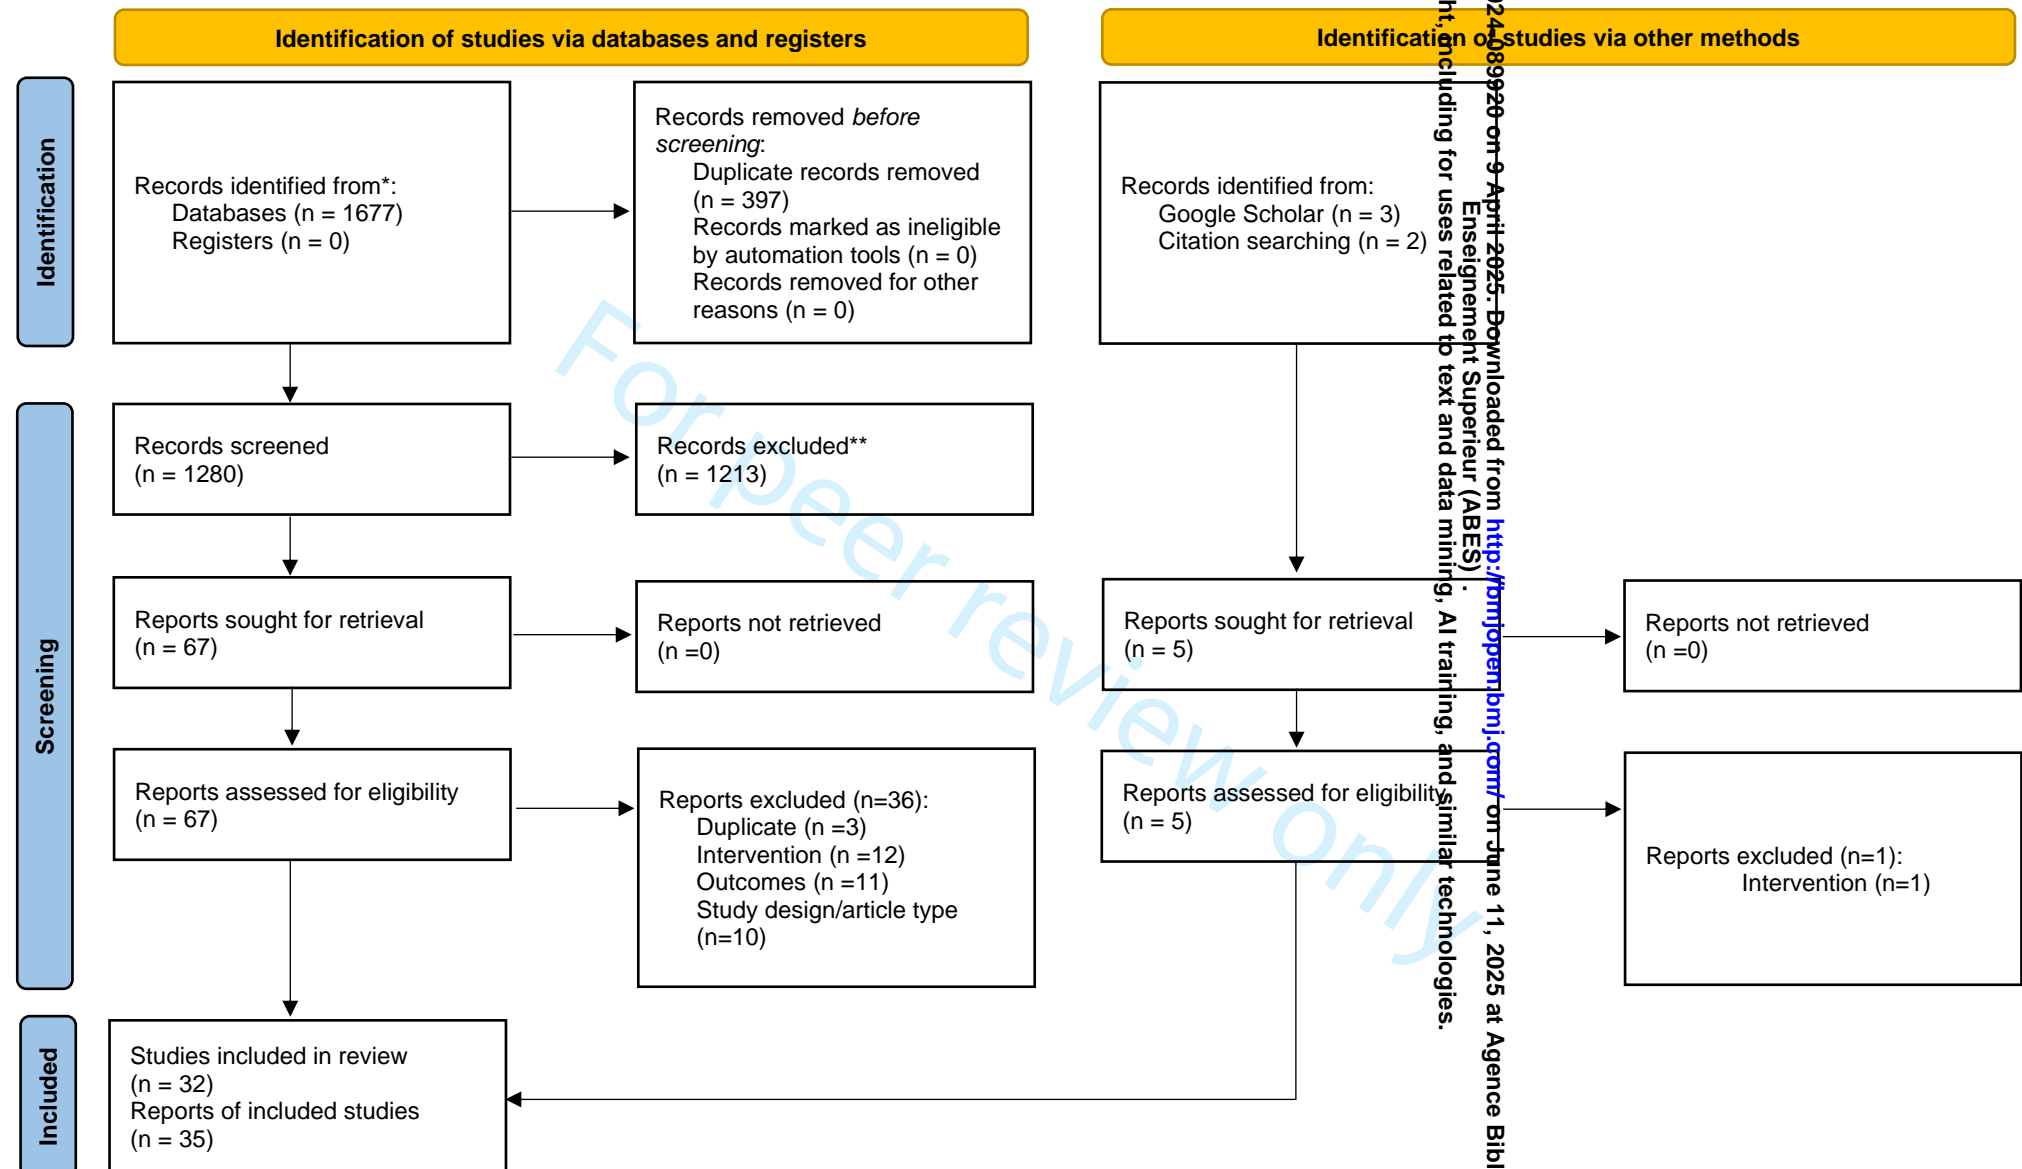 Identification of studies via databases and registers
Identification of studies via other methods
Identification
Records identified from*:
Databases (n = 1677)
Registers (n = 0)
Records removed before
screening:
Duplicate records removed
(n = 397)
Records marked as ineligible
by automation tools (n = 0)
Records removed for other
reasons (n = 0)
Records identified from:
Google Scholar (n = 3)
Citation searching (n = 2)
Screening
Records screened
(n = 1280)
Records excluded**
(n = 1213)
Reports sought for retrieval
(n = 67)
Reports not retrieved
(n =0)
Reports sought for retrieval
(n = 5)
Reports not retrieved
(n =0)
Reports assessed for eligibility
(n = 67)
Reports excluded (n=36):
Duplicate (n =3)
Intervention (n =12)
Outcomes (n =11)
Study design/article type
(n=10)
Reports assessed for eligibility
(n = 5)
Reports excluded (n=1):
Intervention (n=1)
Included
Studies included in review
(n = 32)
Reports of included studies
(n = 35)
For peer review only
089920 on 9 April 2025. Downloaded from http://bmjopen.bmj.com/ on June 11, 2025 at Agence
Enseignement Superieur (ABES) .
including for uses related to text and data mining, AI training, and similar technologies.